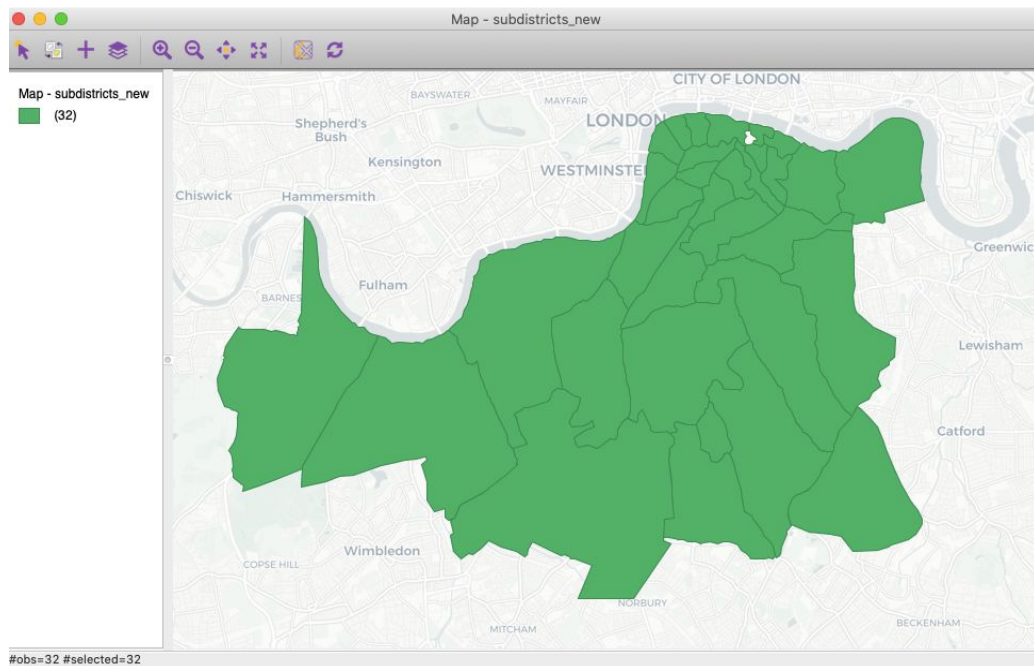 Map - subdistricts_new
Map - subdistricts_new
(32)
CITY OF LONDON
BAYSWATER
MAYFAIR
LONDON
Shepherd's
Bush
Kensington
WESTMINSTE
Chiswick
Hammersmith
Greenwic
BARNES
Fulham
Lewisham
Catford
Wimbledon
COPSE HILL
NORBURY
MITCHAM
BECKENHAM
#obs=32 #selected=32